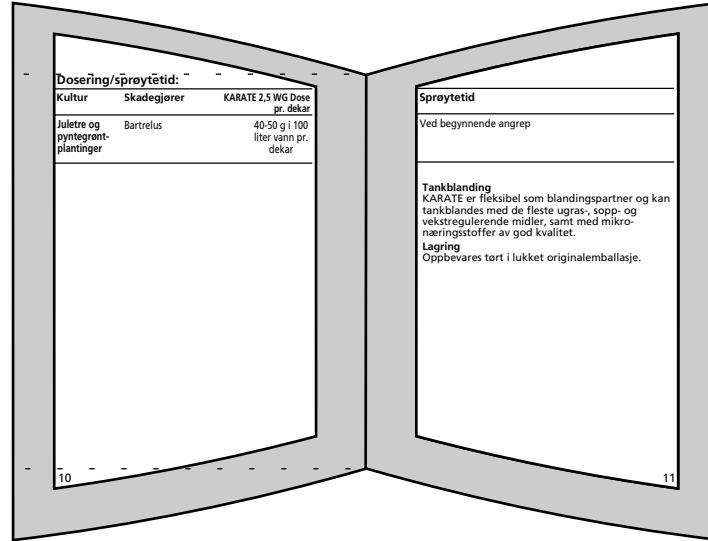 Dosering/sprøytetid:
Kultur Skadegjører KARATE 2,5 WG Dose
pr. dekar
Juletre og Bartrelus 40-50 g i 100
pyntegrønt- liter vann pr.
plantinger dekar
10
Sprøytetid
Ved begynnende angrep
Tankblanding
KARATE er fleksibel som blandingspartner og kan
tankblandes med de fleste ugras-, sopp- og
vekstregulerende midler, samt med mikro-
næringsstoffer av god kvalitet.
Lagring
Oppbevares tørt i lukket originalemballasje.
11